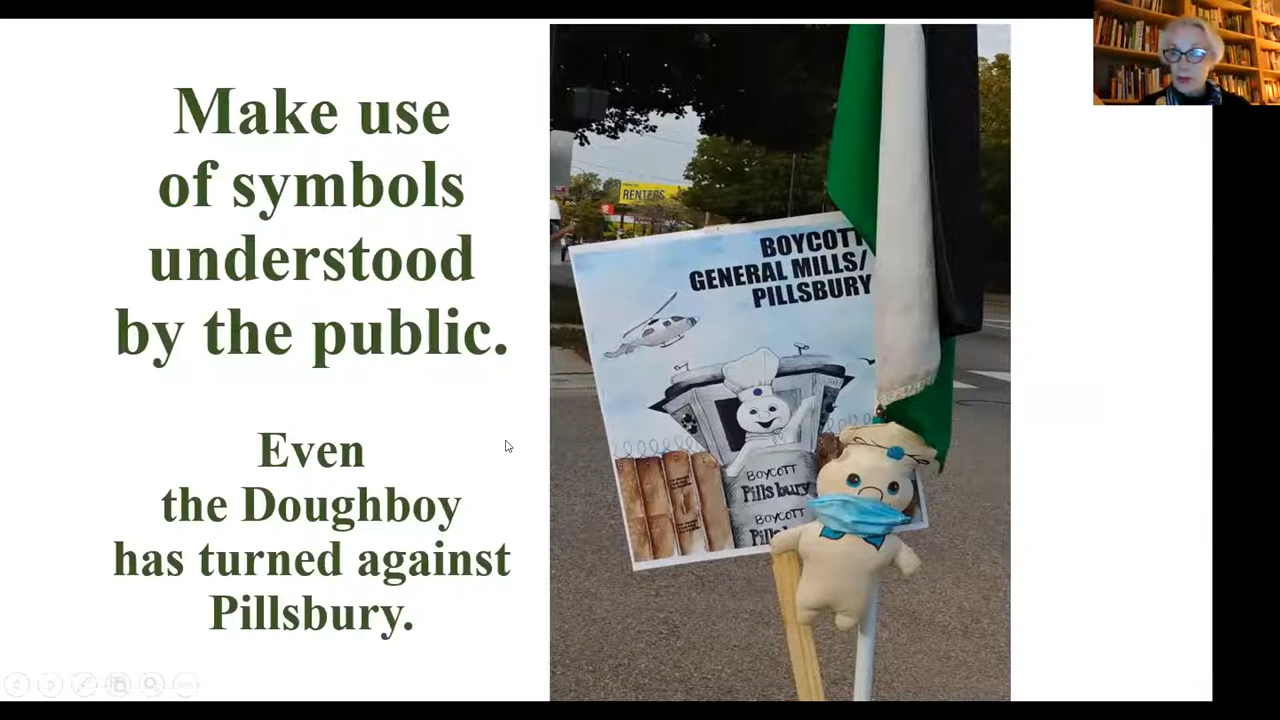 Make use
of symbols
understood
by the public.
Even
the Doughboy
has turned against
Pillsbury.
RENTERS
BOYCOTT
GENERAL MILLS/
PILLSBURY
BOYCOTT
Pillsbury
BOYCOTT